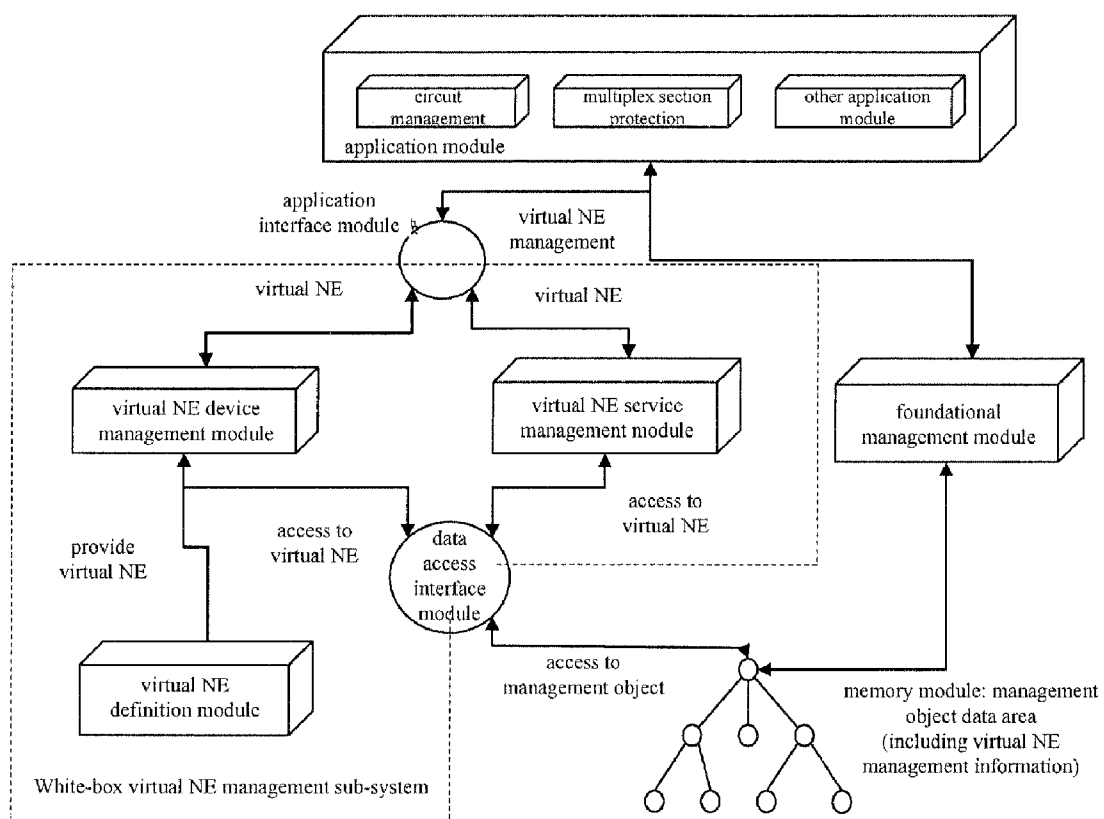 circuit
management
multiplex section
protection
other application
module
application module
application
interface module
virtual NE
management
virtual NE
virtual NE
virtual NE device
management module
virtual NE service
management module
foundational
management module
provide
virtual NE
access to
virtual NE
data
access
interface
module
access to
virtual NE
virtual NE
definition module
access to
management object
memory module: management
object data area
(including virtual NE
management information)
White-box virtual NE management sub-system